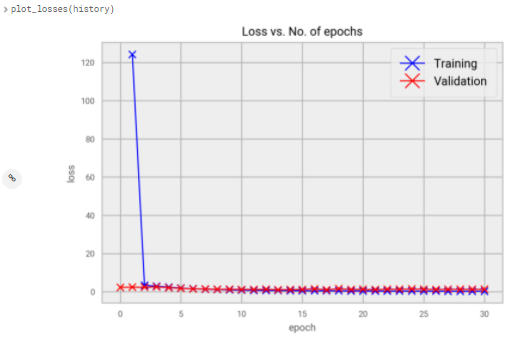 > plot_losses(history)
Loss vs. No. of epochs
Training
Validation
120
100
80
60
40
20
0
loss
0 5 10 15 20 25 30
epoch